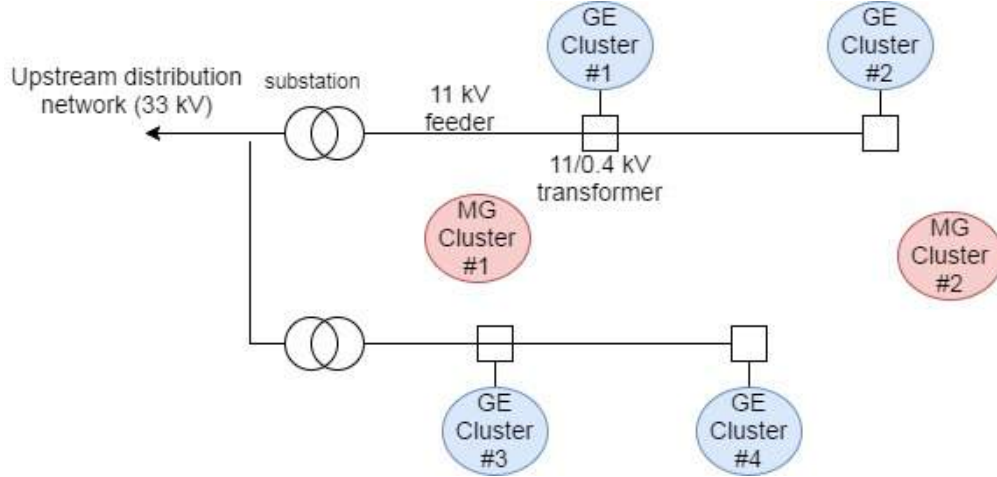 GE
Cluster
#1
GE
Cluster
#2
Upstream distribution
network (33 kV)
substation
11 kV
feeder
11/0.4 kV
transformer
MG
Cluster
#1
MG
Cluster
#2
GE
Cluster
#3
GE
Cluster
#4